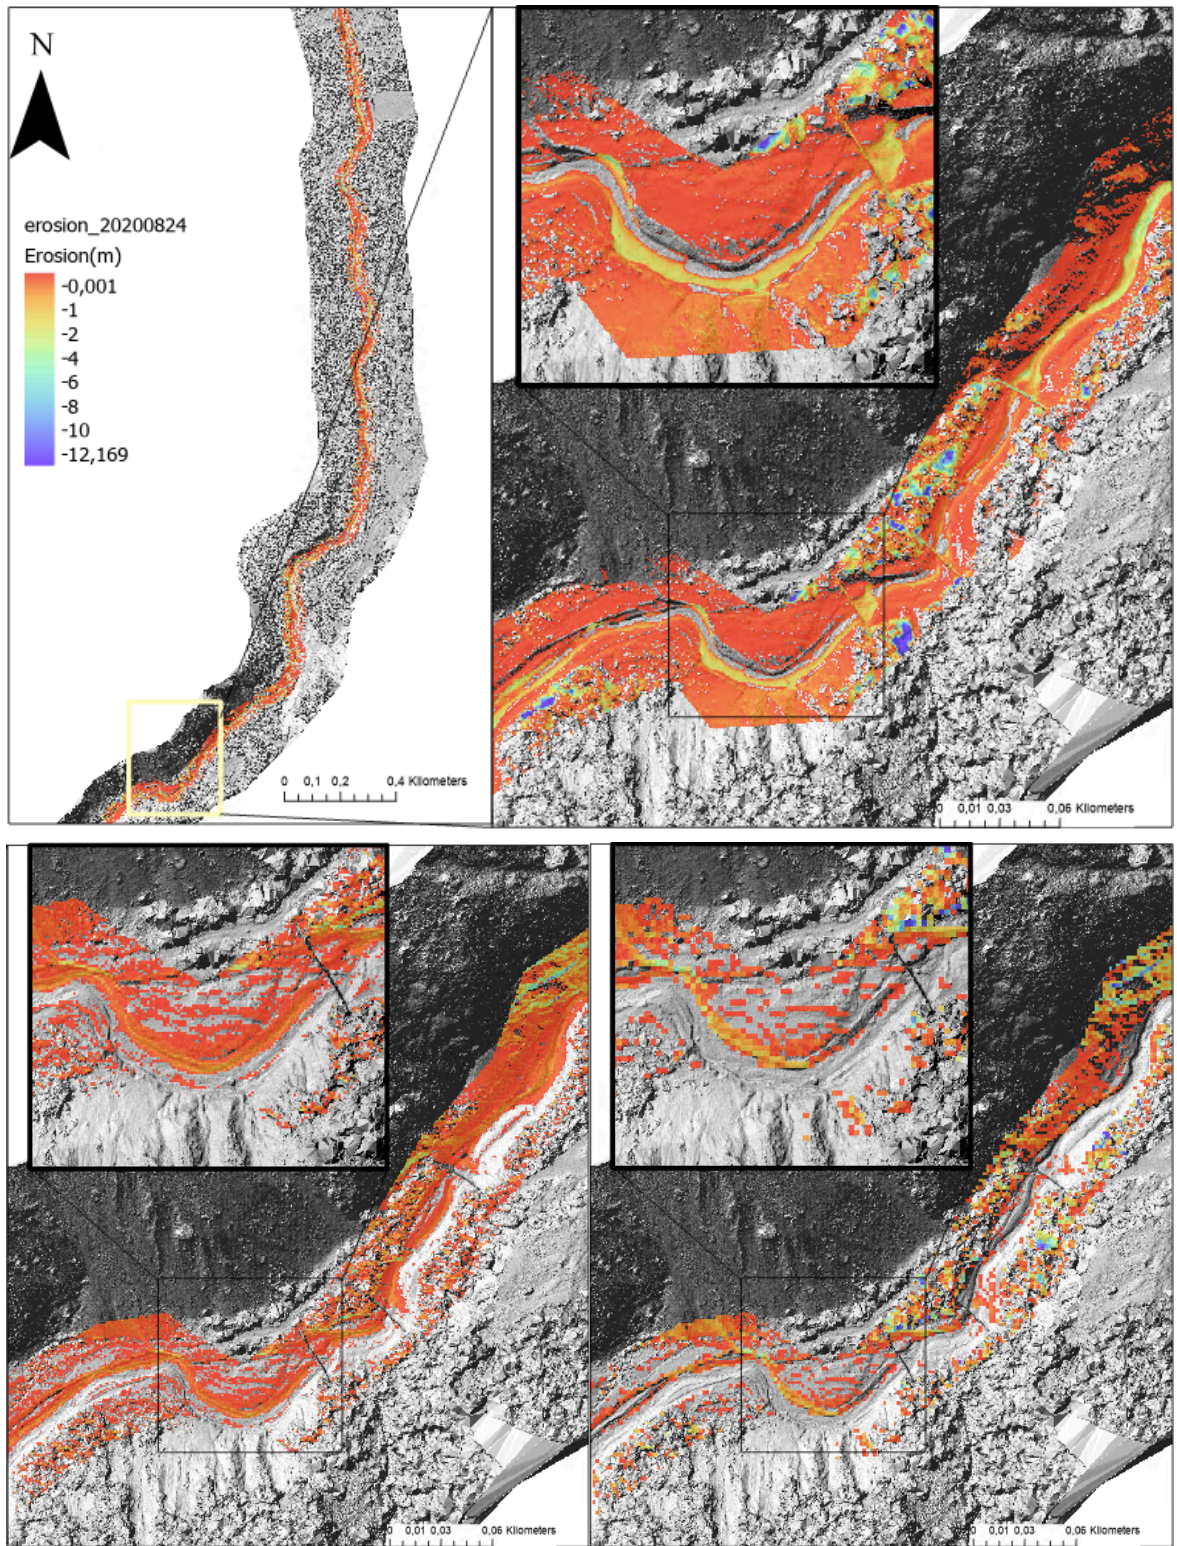 N
erosion_20200824
Erosion(m)
-0,001
-1
-2
-4
-6
-8
-10
-12,169
0 0,1 0,2 0,4 Kilometers
0 0,01 0,03 0,06 Kilometers
0 0,01 0,03 0,06 Kilometers
0 0,01 0,03 0,06 Kilometers